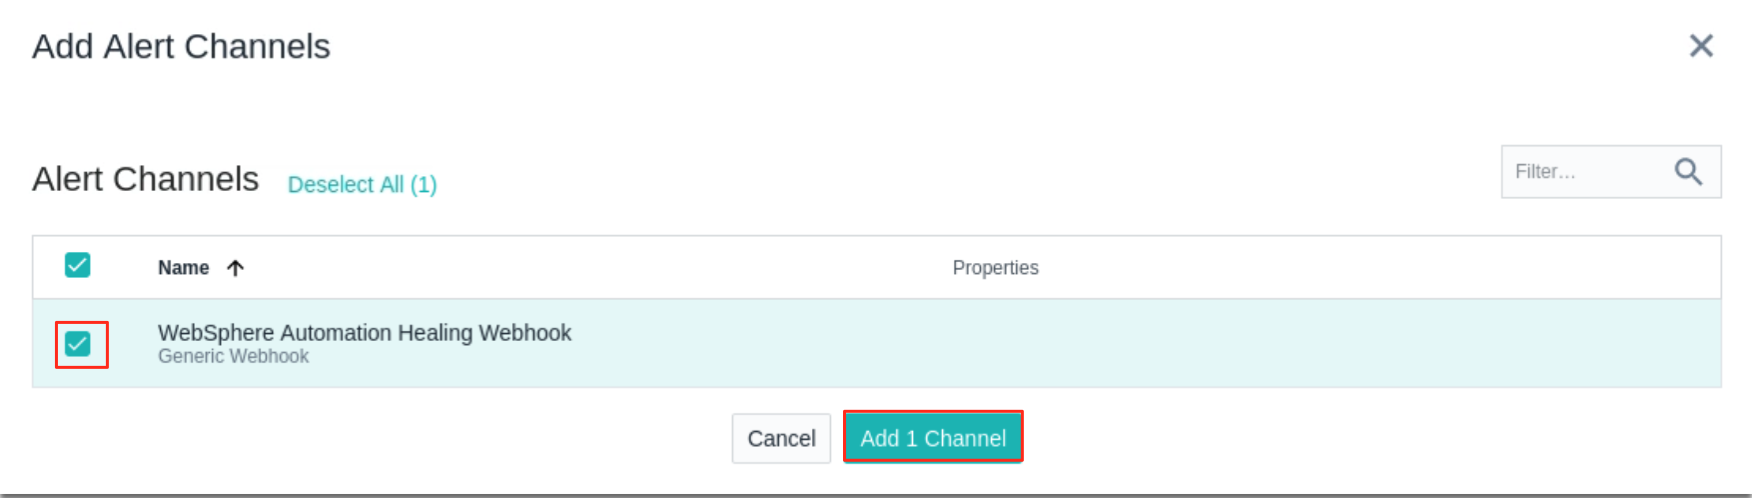 Add Alert Channels
Alert Channels Deselect All (1)
Filter...
Name Properties
WebSphere Automation Healing Webhook
Generic Webhook
Cancel Add 1 Channel